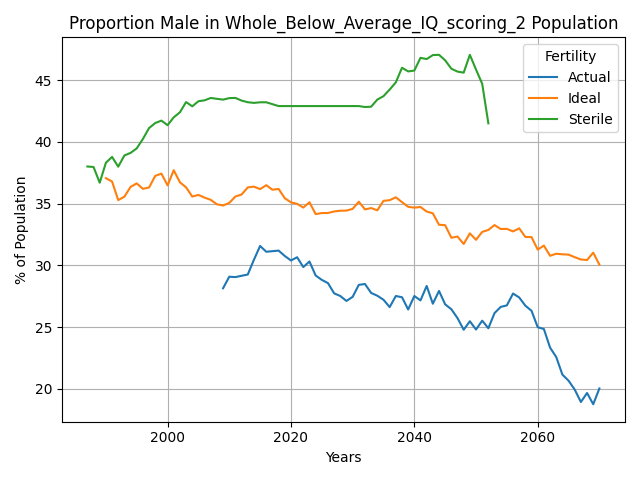 Proportion Male in Whole_Below_Average_IQ_scoring_2 Population
Fertility
Actual
Ideal
Sterile
% of Population
45
40
35
30
25
20
2000
2020
2040
2060
Years